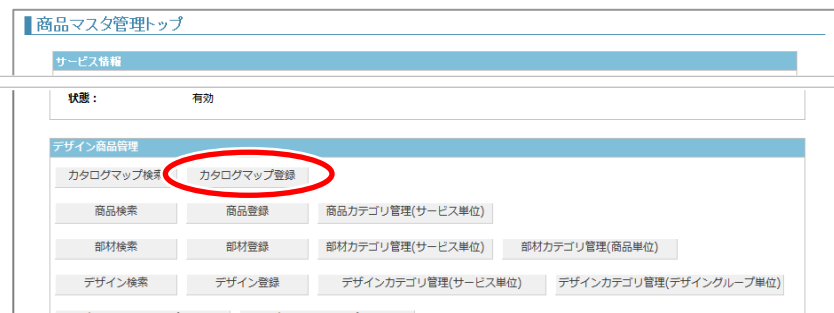 商品マスタ管理トップ
サービス情報
状態： 有効
デザイン商品管理
カタログマップ検索 カタログマップ登録
商品検索 商品登録 商品カテゴリ管理(サービス単位)
部材検索 部材登録 部材カテゴリ管理(サービス単位) 部材カテゴリ管理(商品単位)
デザイン検索 デザイン登録 デザインカテゴリ管理(サービス単位) デザインカテゴリ管理(デザイングループ単位)